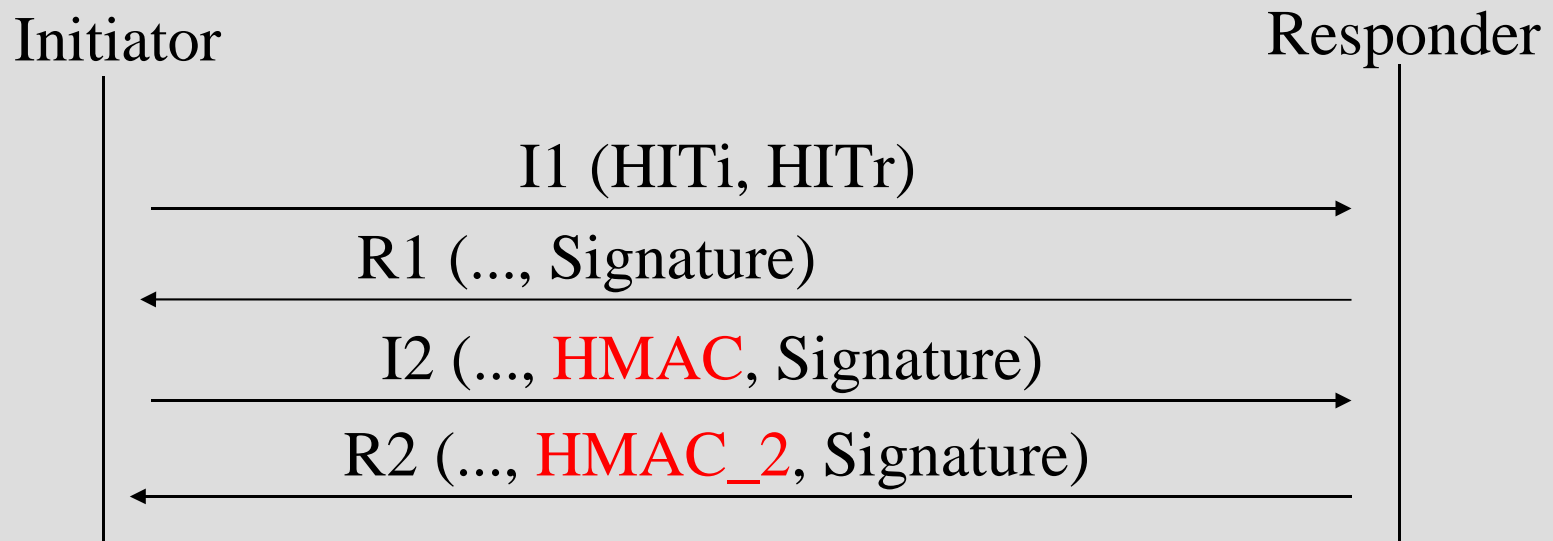 Initiator
Responder
I1 (HITi, HITr)
R1 (..., Signature)
I2 (..., HMAC, Signature)
R2 (..., HMAC_2, Signature)